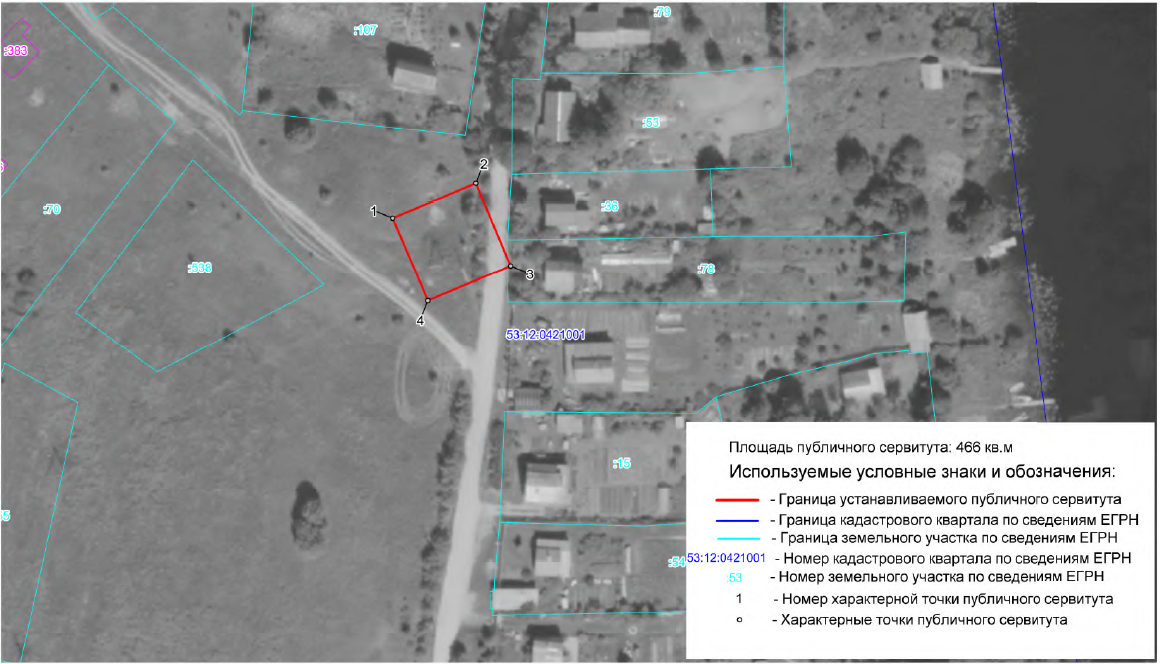 :79
:107
:383
:53
2
1
:36
:70
:538
:78
3
4
53:12:0421001
:15
:54
Площадь публичного сервитута: 466 кв.м
Используемые условные знаки и обозначения:
- Граница устанавливаемого публичного сервитута
- Граница кадастрового квартала по сведениям ЕГРН
- Граница земельного участка по сведениям ЕГРН
53:12:0421001 - Номер кадастрового квартала по сведениям ЕГРН
:53 - Номер земельного участка по сведениям ЕГРН
1 - Номер характерной точки публичного сервитута
- Характерные точки публичного сервитута